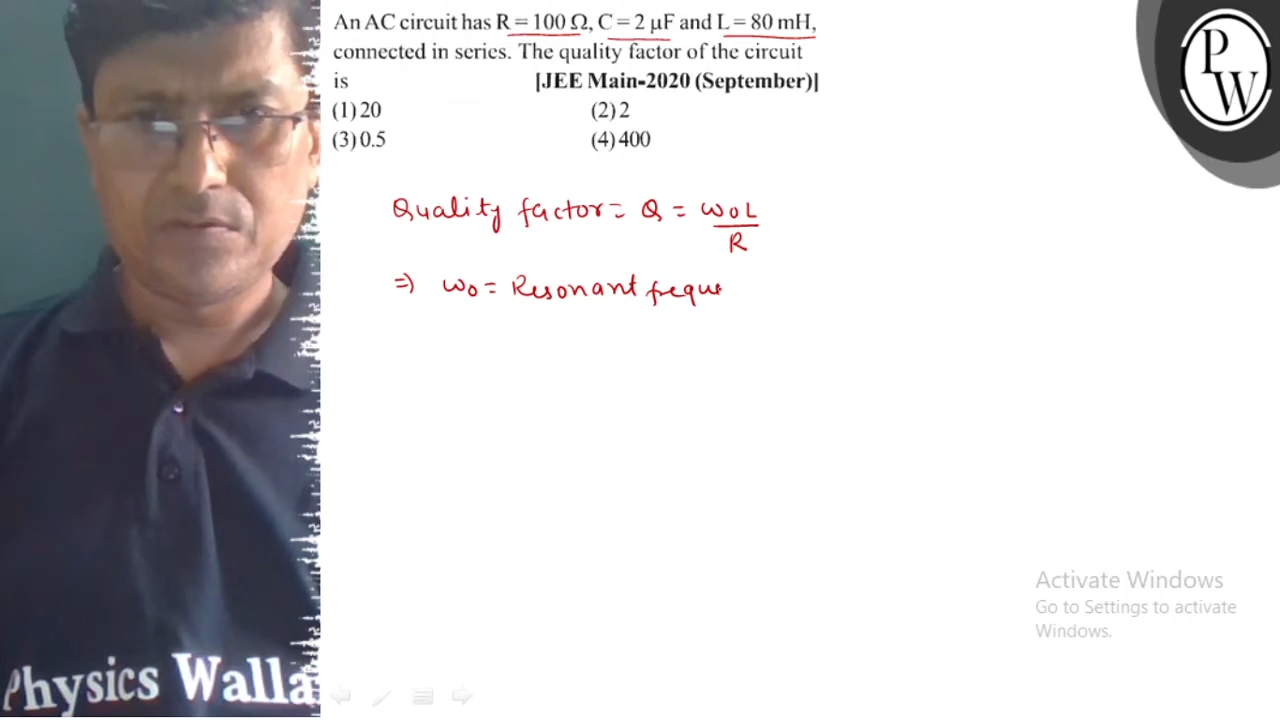 An AC circuit has R = 100 Ω, C = 2 μF and L = 80 mH,
connected in series. The quality factor of the circuit
is [JEE Main-2020 (September)]
(1) 20 (2) 2
(3) 0.5 (4) 400
Quality factor = Q = ω₀L / R
⇒ ω₀ = Resonant freque
PW
Activate Windows
Go to Settings to activate
Windows.
Physics Walla